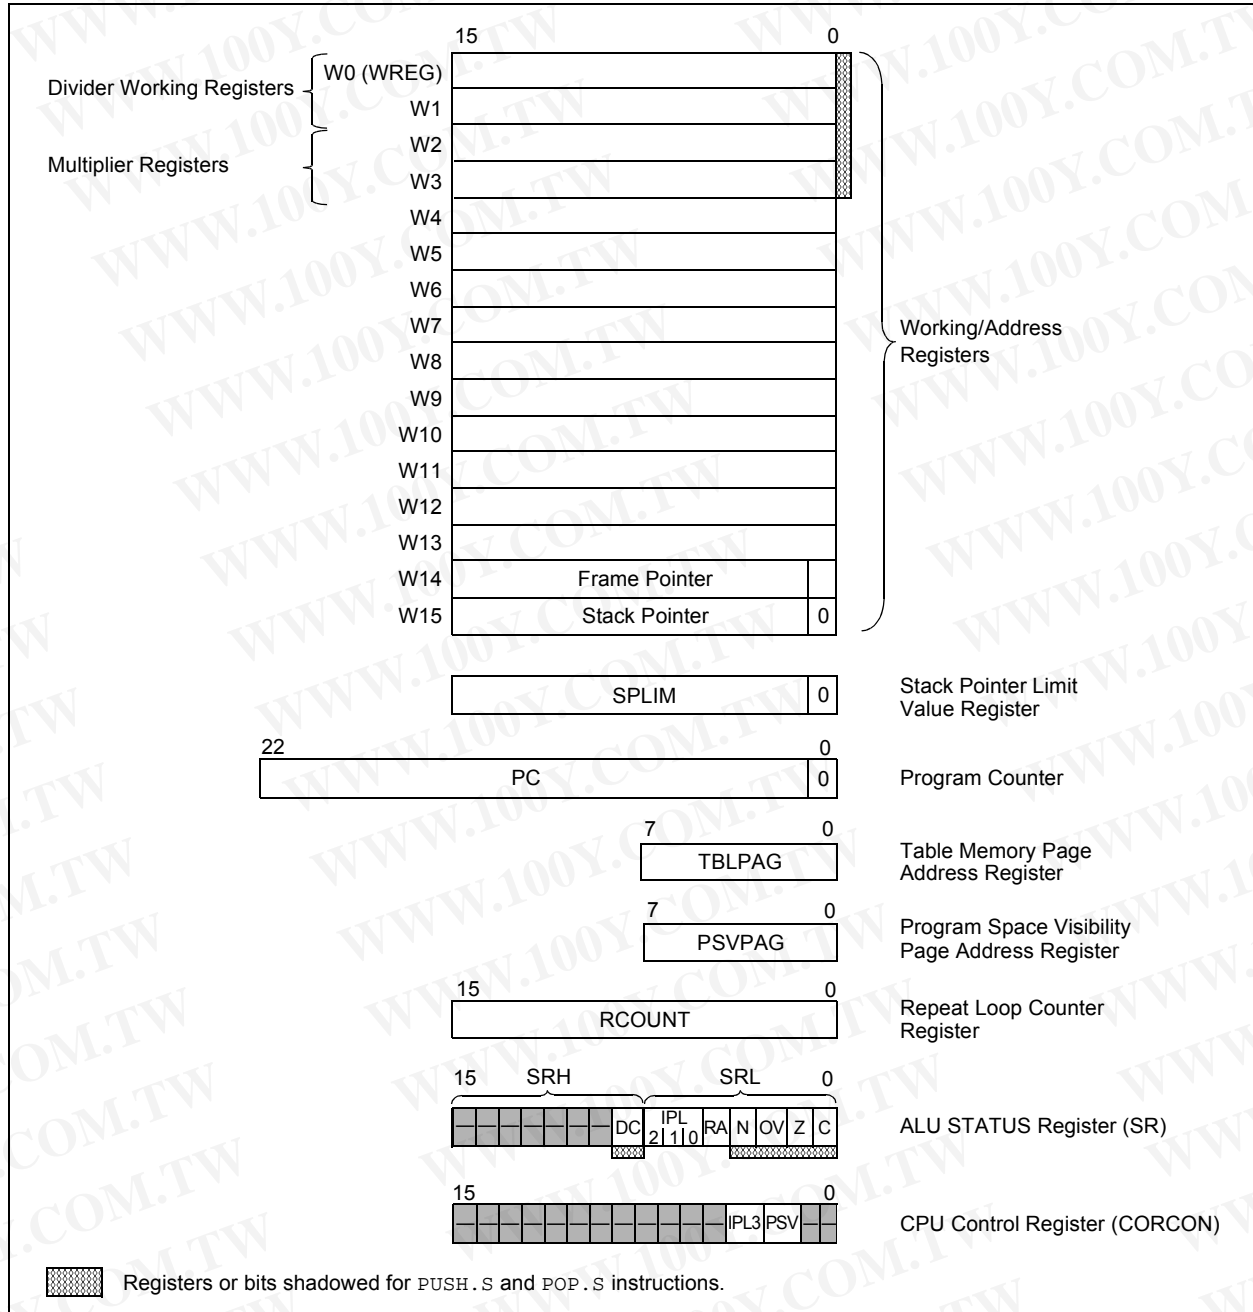 15 0
W0 (WREG)
Divider Working Registers
W1
W2
Multiplier Registers
W3
W4
W5
W6
W7
Working/Address
Registers
W8
W9
W10
W11
W12
W13
W14 Frame Pointer
W15 Stack Pointer 0
SPLIM 0
Stack Pointer Limit
Value Register
22 0
PC 0 Program Counter
7 0
TBLPAG
Table Memory Page
Address Register
7 0
PSVPAG
Program Space Visibility
Page Address Register
15 0
RCOUNT
Repeat Loop Counter
Register
15 SRH SRL 0
— — — — — — — DC IPL 2 1 0 RA N OV Z C ALU STATUS Register (SR)
15 0
— — — — — — — — — — — — IPL3 PSV — — CPU Control Register (CORCON)
Registers or bits shadowed for PUSH.S and POP.S instructions.
WWW.100Y.COM.TW